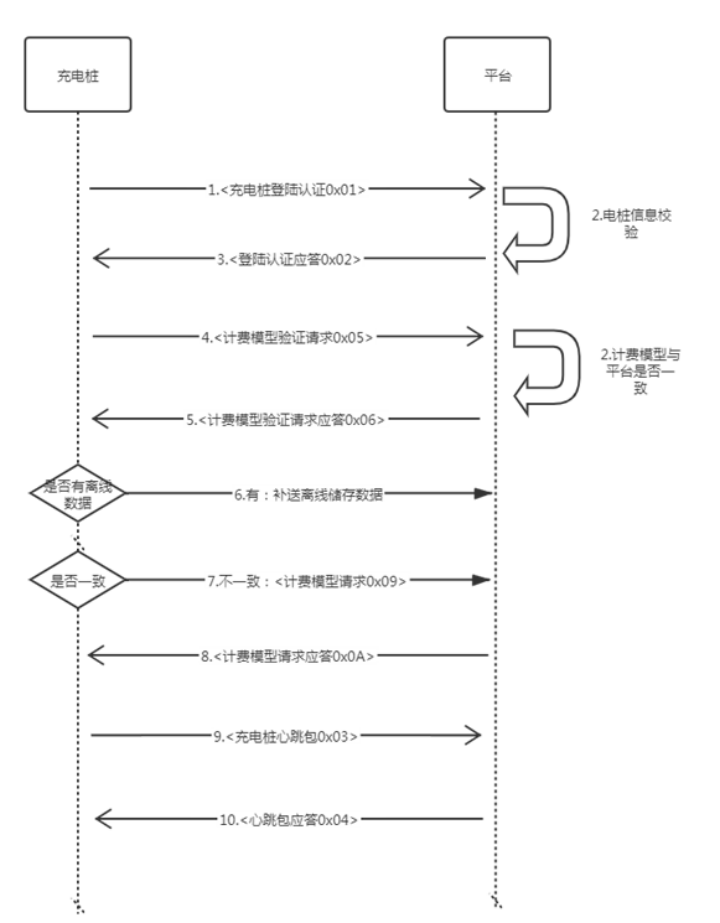 充电桩
平台
1.<充电桩登陆认证0x01>
2.电桩信息校
验
3.<登陆认证应答0x02>
4.<计费模型验证请求0x05>
2.计费模型与
平台是否一
致
5.<计费模型验证请求应答0x06>
是否有离线
数据
6.有：补送离线储存数据
是否一致
7.不一致：<计费模型请求0x09>
8.<计费模型请求应答0x0A>
9.<充电桩心跳包0x03>
10.<心跳包应答0x04>